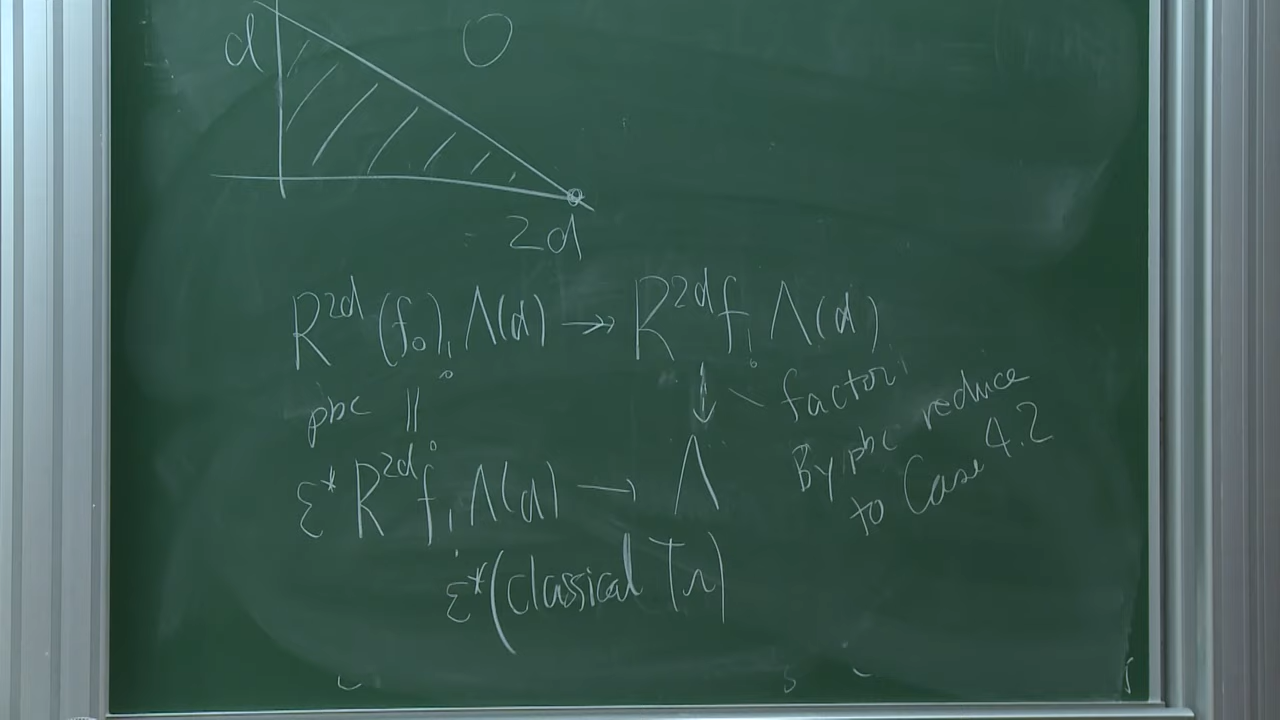 d O
2d
R^{2d}(f_0)_! Λ(d) ↠ R^{2d}f_! Λ(d)
pbc || ↓ factor
ε* R^{2d}f_! Λ(d) → Λ By pbc reduce
to Case 4.2
ε*(classical Tr)